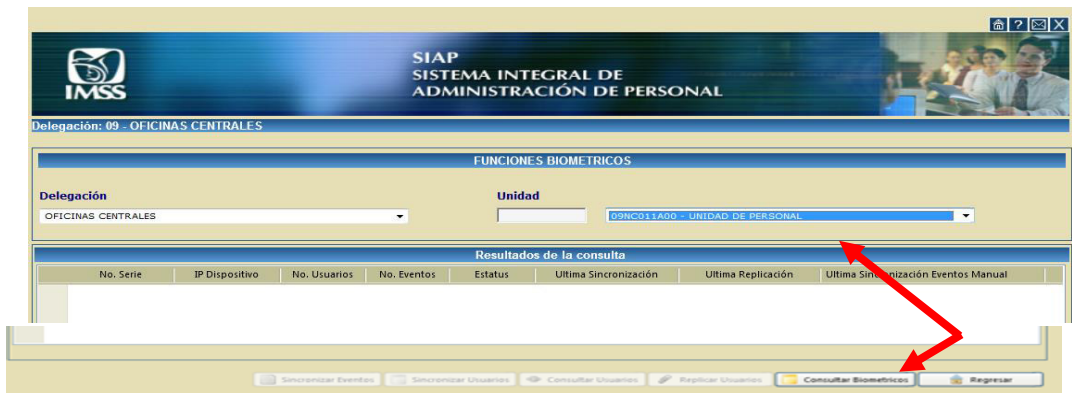 ? X
IMSS
SIAP
SISTEMA INTEGRAL DE
ADMINISTRACIÓN DE PERSONAL
Delegación: 09 - OFICINAS CENTRALES
FUNCIONES BIOMETRICOS
Delegación Unidad
OFICINAS CENTRALES 09NC011A00 - UNIDAD DE PERSONAL
Resultados de la consulta
No. Serie IP Dispositivo No. Usuarios No. Eventos Estatus Ultima Sincronización Ultima Replicación Ultima Sincronización Eventos Manual
Sincronizar Eventos Sincronizar Usuarios Consultar Usuarios Replicar Usuarios Consultar Biometricos Regresar